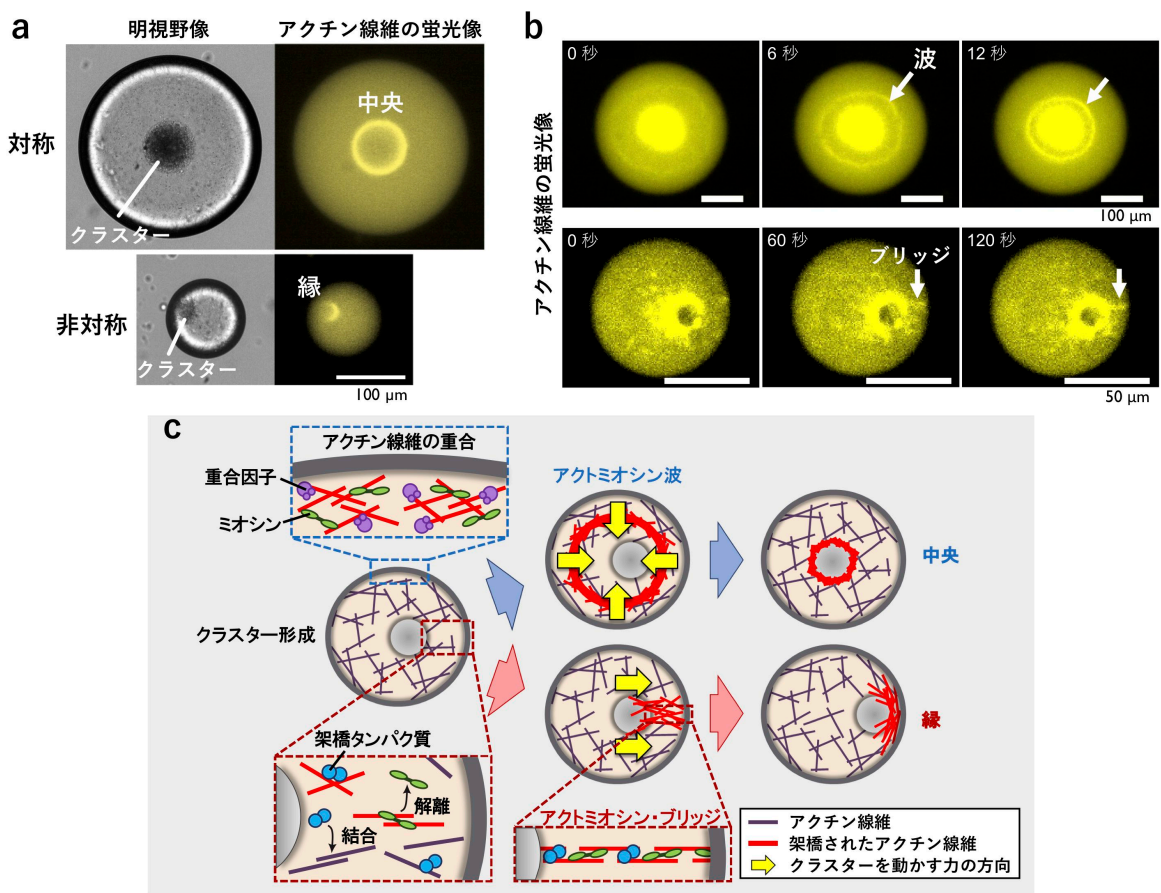 a
明視野像
アクチン線維の蛍光像
対称
クラスター
中央
非対称
クラスター
縁
100 μm
b
アクチン線維の蛍光像
0 秒
6 秒
波
12 秒
100 μm
0 秒
60 秒
ブリッジ
120 秒
50 μm
c
アクチン線維の重合
重合因子
ミオシン
クラスター形成
アクトミオシン波
中央
架橋タンパク質
解離
結合
縁
アクトミオシン・ブリッジ
アクチン線維
架橋されたアクチン線維
クラスターを動かす力の方向